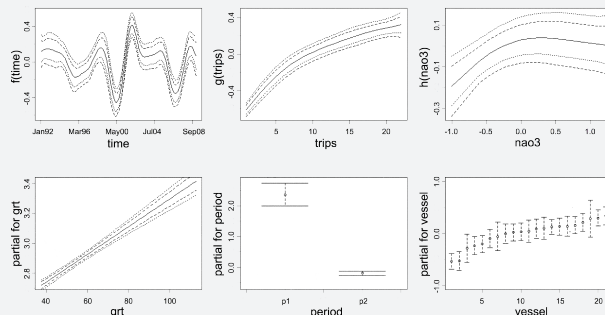 f(time)
0.4
0.0
-0.4
Jan92 Mar96 May00 Jul04 Sep08
time
g(trips)
0.4
0.0
-0.4
5 10 15 20
trips
h(nao3)
0.1
-0.1
-0.3
-1.0 -0.5 0.0 0.5 1.0
nao3
partial for grt
3.4
3.2
3.0
2.8
40 60 80 100
grt
partial for period
2.0
1.0
0.0
p1 p2
period
partial for vessel
1.0
0.0
-1.0
5 10 15 20
vessel